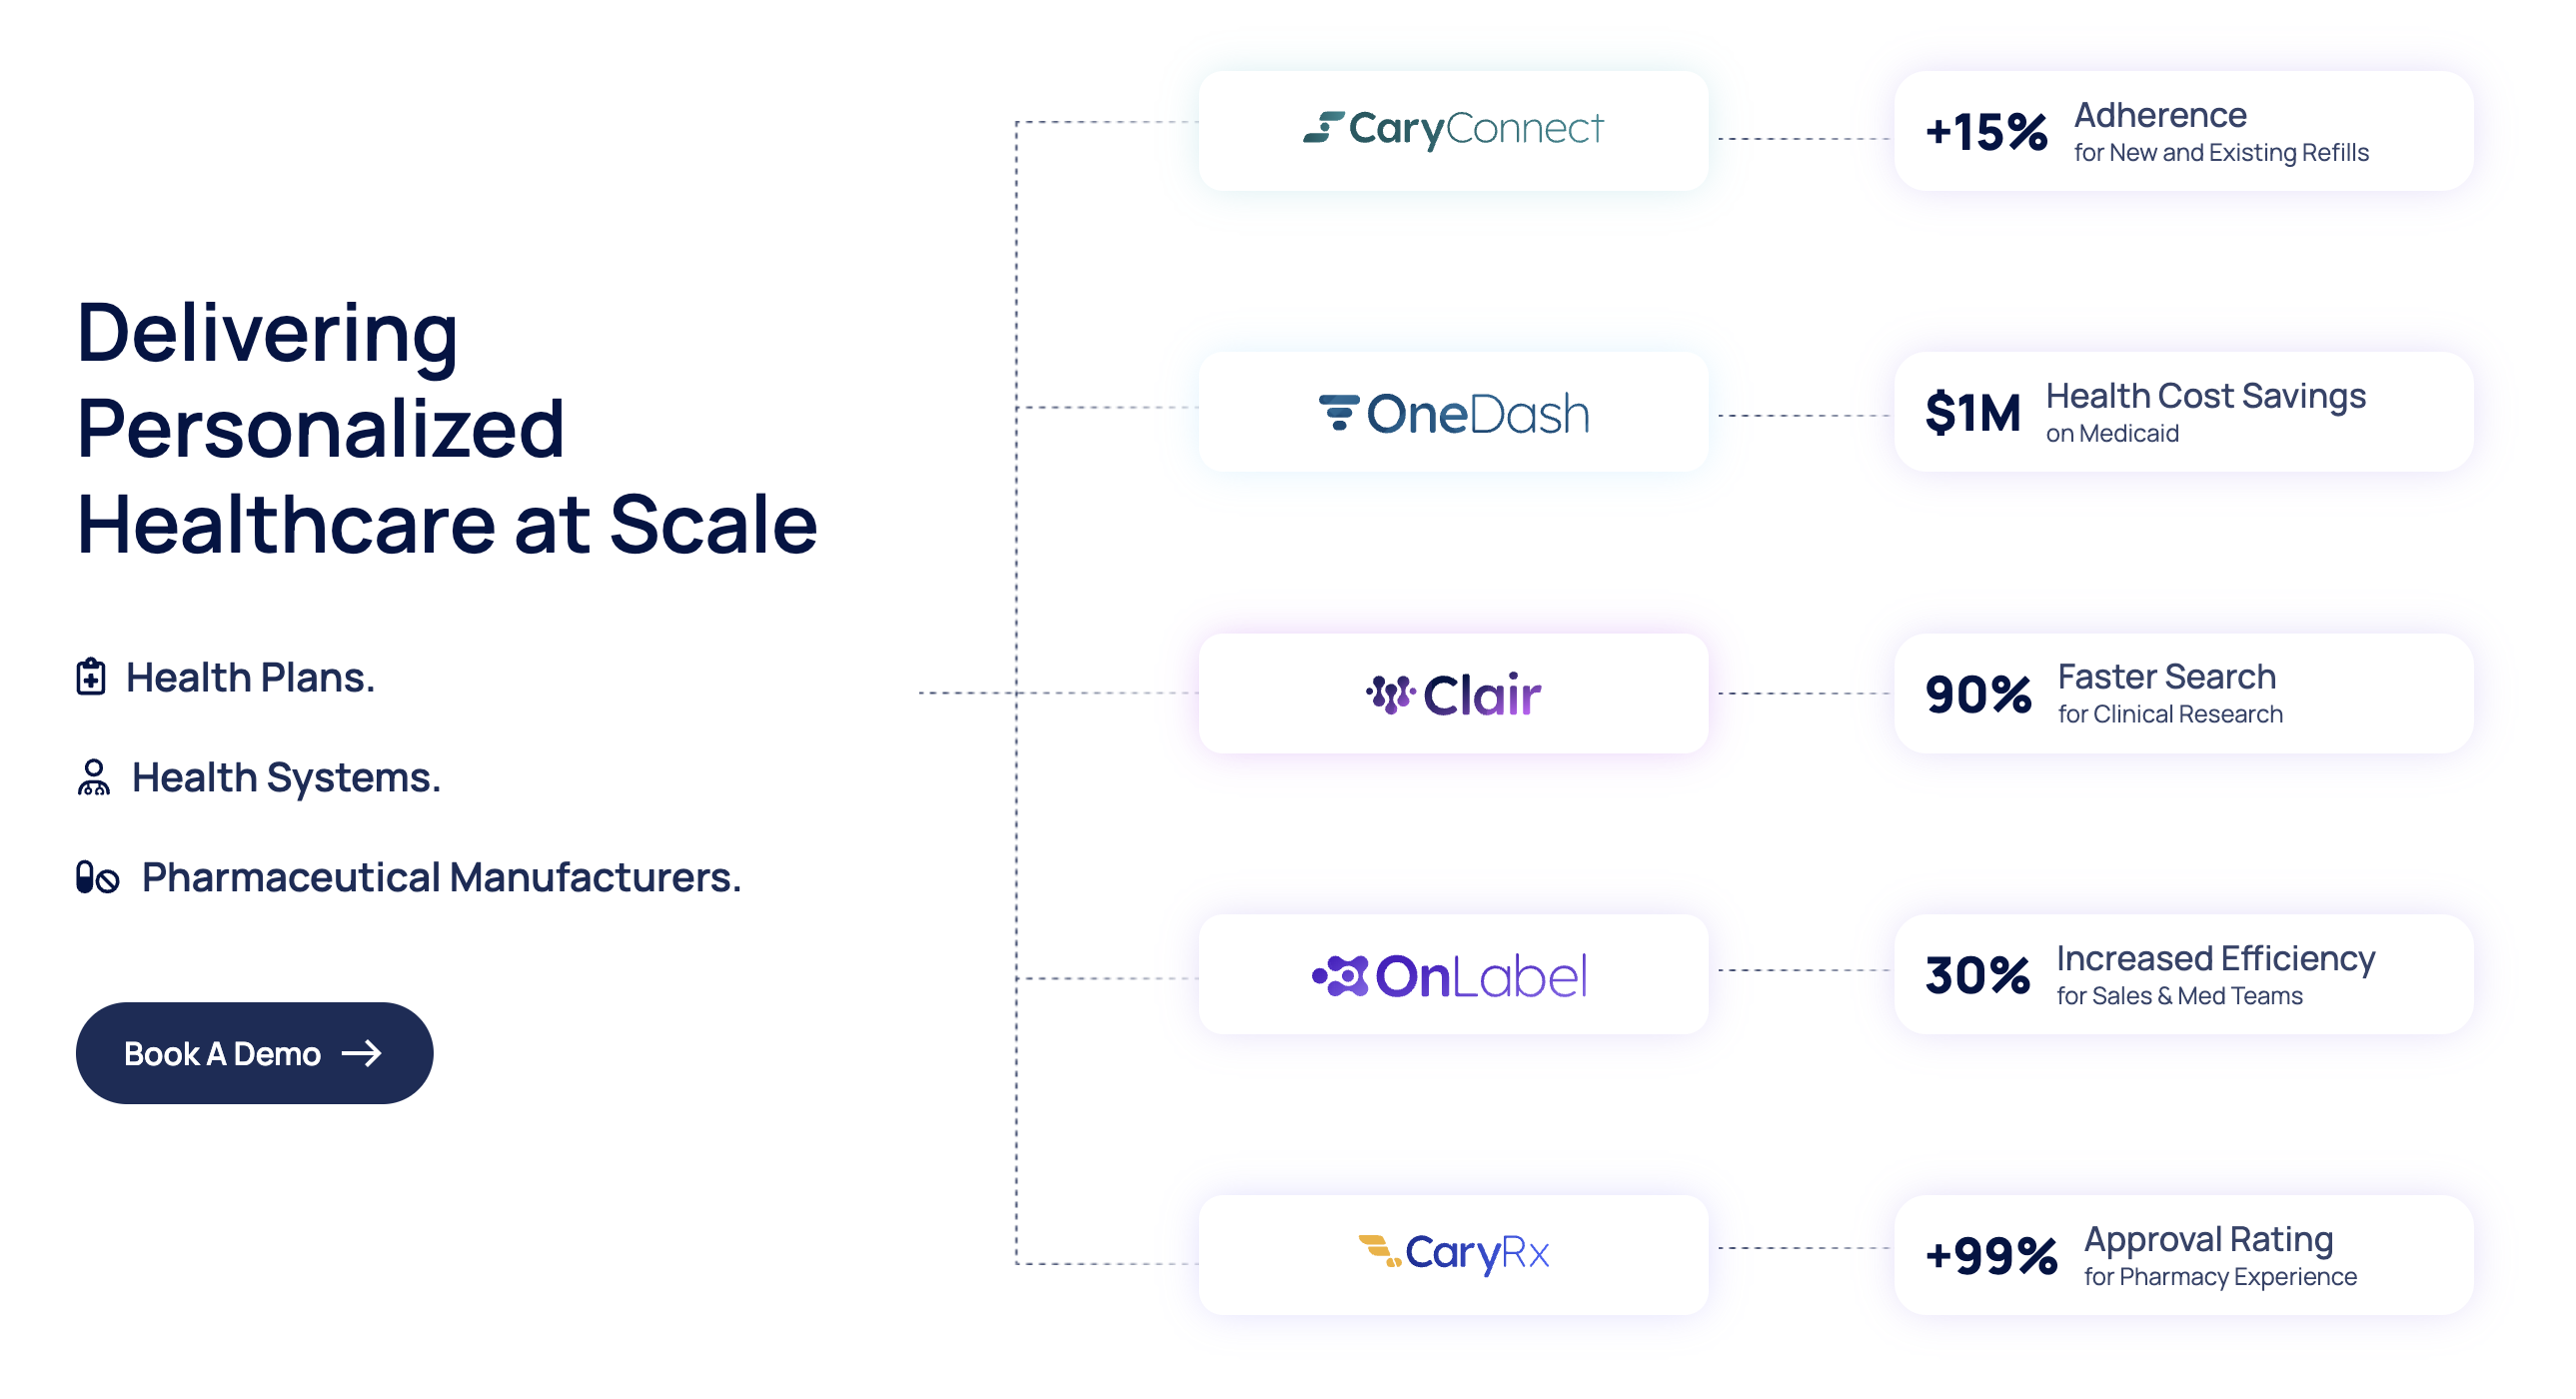 Delivering
Personalized
Healthcare at Scale
Health Plans.
Health Systems.
Pharmaceutical Manufacturers.
Book A Demo
CaryConnect
+15%
Adherence
for New and Existing Refills
OneDash
$1M
Health Cost Savings
on Medicaid
Clair
90%
Faster Search
for Clinical Research
OnLabel
30%
Increased Efficiency
for Sales & Med Teams
CaryRx
+99%
Approval Rating
for Pharmacy Experience